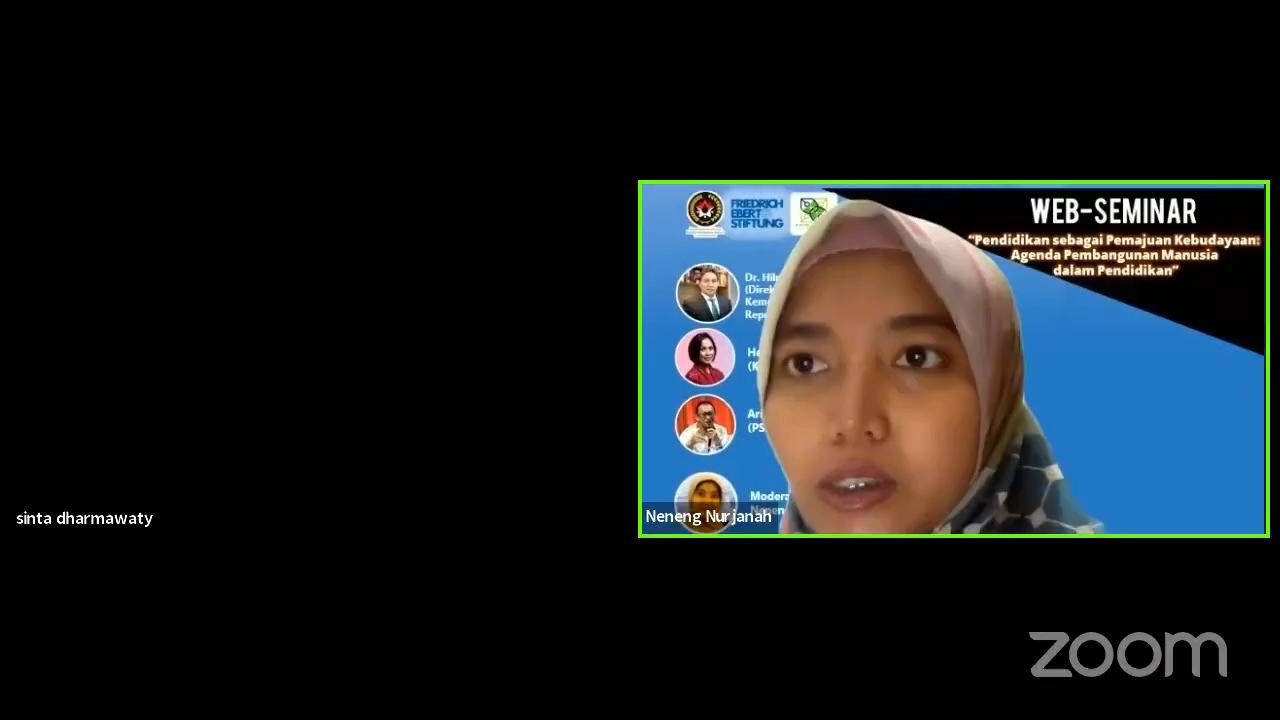 FRIEDRICH
EBERT
STIFTUNG
WEB-SEMINAR
“Pendidikan sebagai Pemajuan Kebudayaan:
Agenda Pembangunan Manusia
dalam Pendidikan”
Dr.
sinta dharmawaty
Neneng Nurjanah
zoom